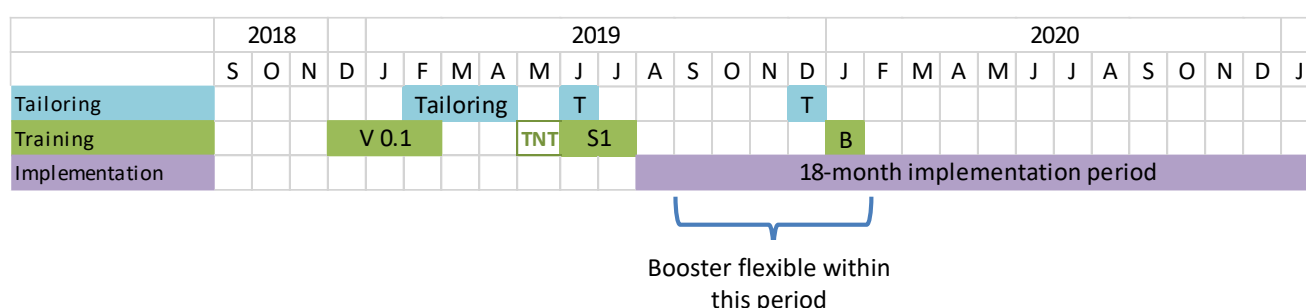 2018 2019 2020
S O N D J F M A M J J A S O N D J F M A M J J A S O N D J
Tailoring Tailoring T T
Training V 0.1 TNT S1 B
Implementation 18-month implementation period
Booster flexible within
this period